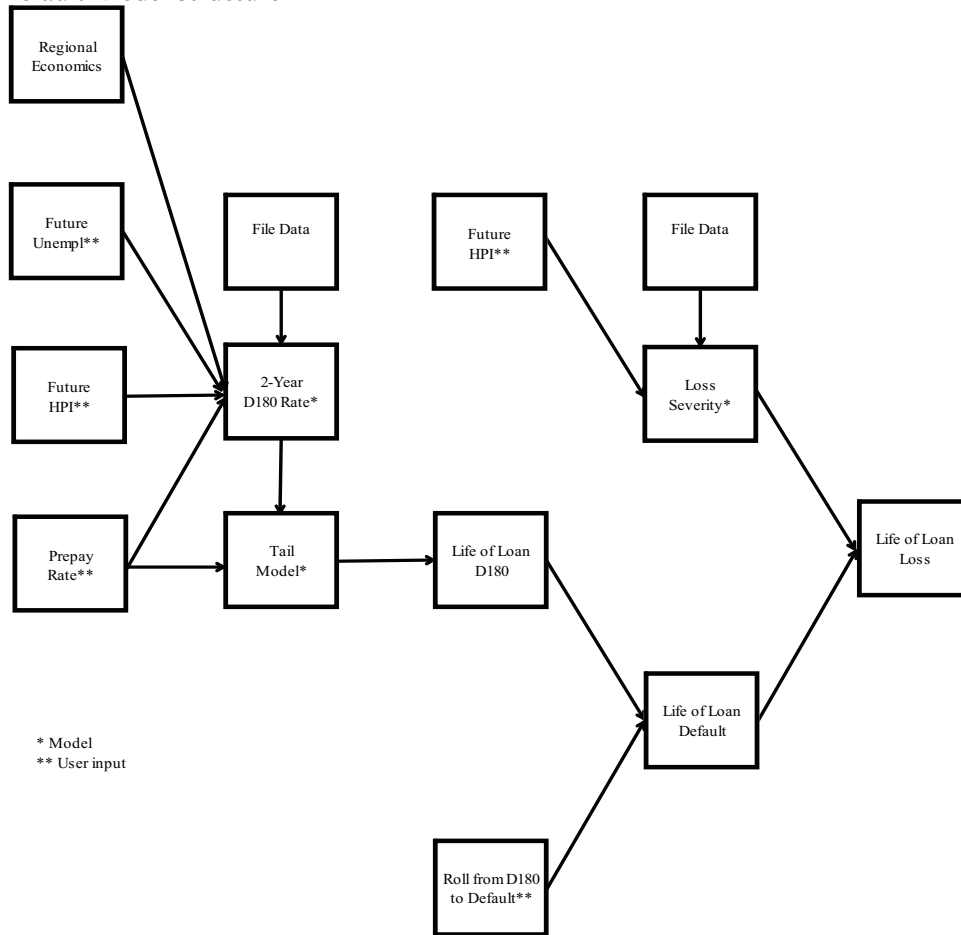 Regional
Economics
Future
Unempl**
File Data
Future
HPI**
File Data
Future
HPI**
2-Year
D180 Rate*
Loss
Severity*
Prepay
Rate**
Tail
Model*
Life of Loan
D180
Life of Loan
Loss
Life of Loan
Default
* Model
** User input
Roll from D180
to Default**